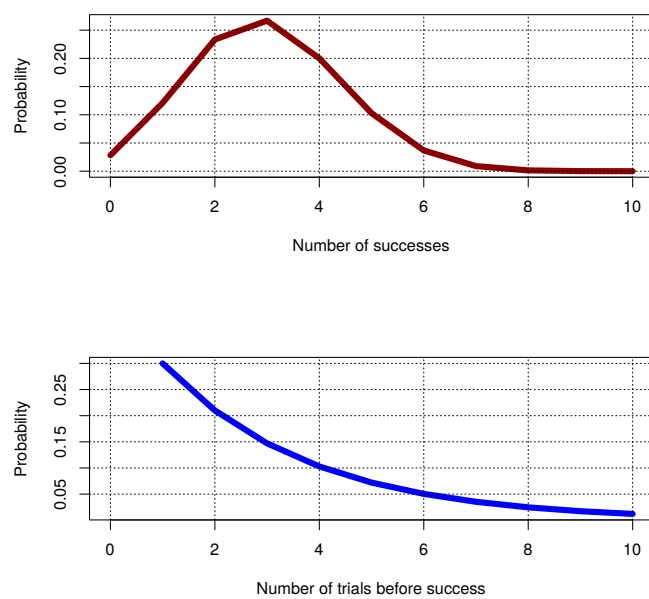 Probability
0.20
0.10
0.00
0 2 4 6 8 10
Number of successes
Probability
0.25
0.15
0.05
0 2 4 6 8 10
Number of trials before success